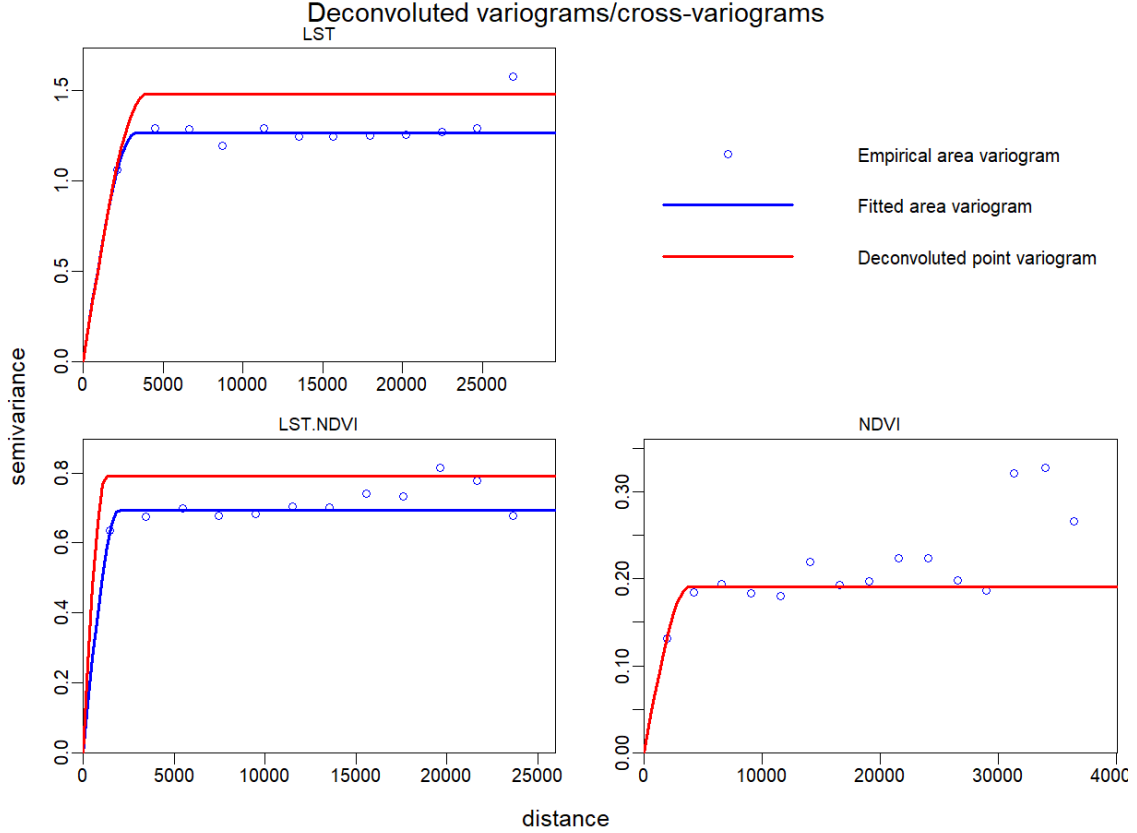 Deconvoluted variograms/cross-variograms
LST
0.0 0.5 1.0 1.5
0 5000 10000 15000 20000 25000
Empirical area variogram
Fitted area variogram
Deconvoluted point variogram
semivariance
LST.NDVI
0.0 0.2 0.4 0.6 0.8
0 5000 10000 15000 20000 25000
NDVI
0.00 0.10 0.20 0.30
0 10000 20000 30000 4000
distance